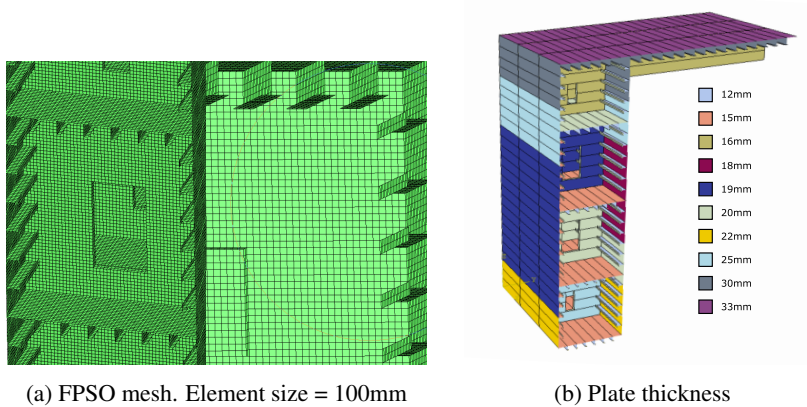 12mm
15mm
16mm
18mm
19mm
20mm
22mm
25mm
30mm
33mm
(a) FPSO mesh. Element size = 100mm
(b) Plate thickness